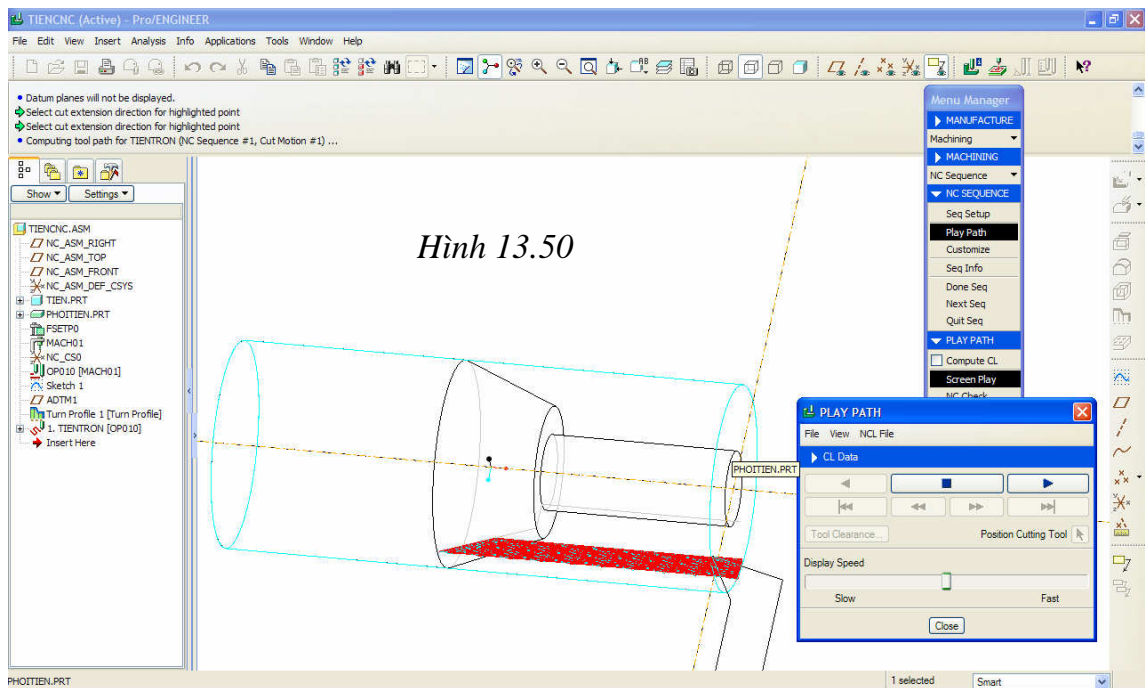 TIENCNC (Active) - Pro/ENGINEER
File Edit View Insert Analysis Info Applications Tools Window Help
Datum planes will not be displayed.
Select cut extension direction for highlighted point
Select cut extension direction for highlighted point
Computing tool path for TIENTRON (NC Sequence #1, Cut Motion #1) ...
Show Settings
TIENCNC.ASM
NC_ASM_RIGHT
NC_ASM_TOP
NC_ASM_FRONT
NC_ASM_DEF_CSYS
TIEN.PRT
PHOITIEN.PRT
FSETP0
MACH01
NC_CS0
OP010 [MACH01]
Sketch 1
ADTM1
Turn Profile 1 [Turn Profile]
1. TIENTRON [OP010]
Insert Here
Hình 13.50
Menu Manager
MANUFACTURE
Machining
MACHINING
NC Sequence
NC SEQUENCE
Seq Setup
Play Path
Customize
Seq Info
Done Seq
Next Seq
Quit Seq
PLAY PATH
Compute CL
Screen Play
NC Check
PHOITIEN.PRT
PLAY PATH
File View NCL File
CL Data
Tool Clearance... Position Cutting Tool
Display Speed
Slow Fast
Close
PHOITIEN.PRT 1 selected Smart